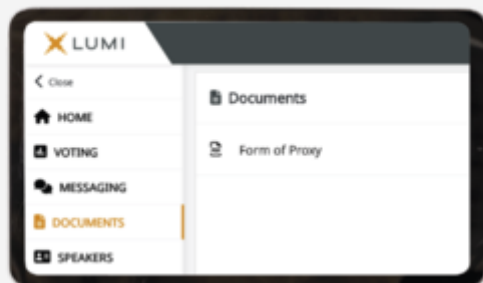 LUMI
Close
HOME
VOTING
MESSAGING
DOCUMENTS
SPEAKERS
Documents
Form of Proxy